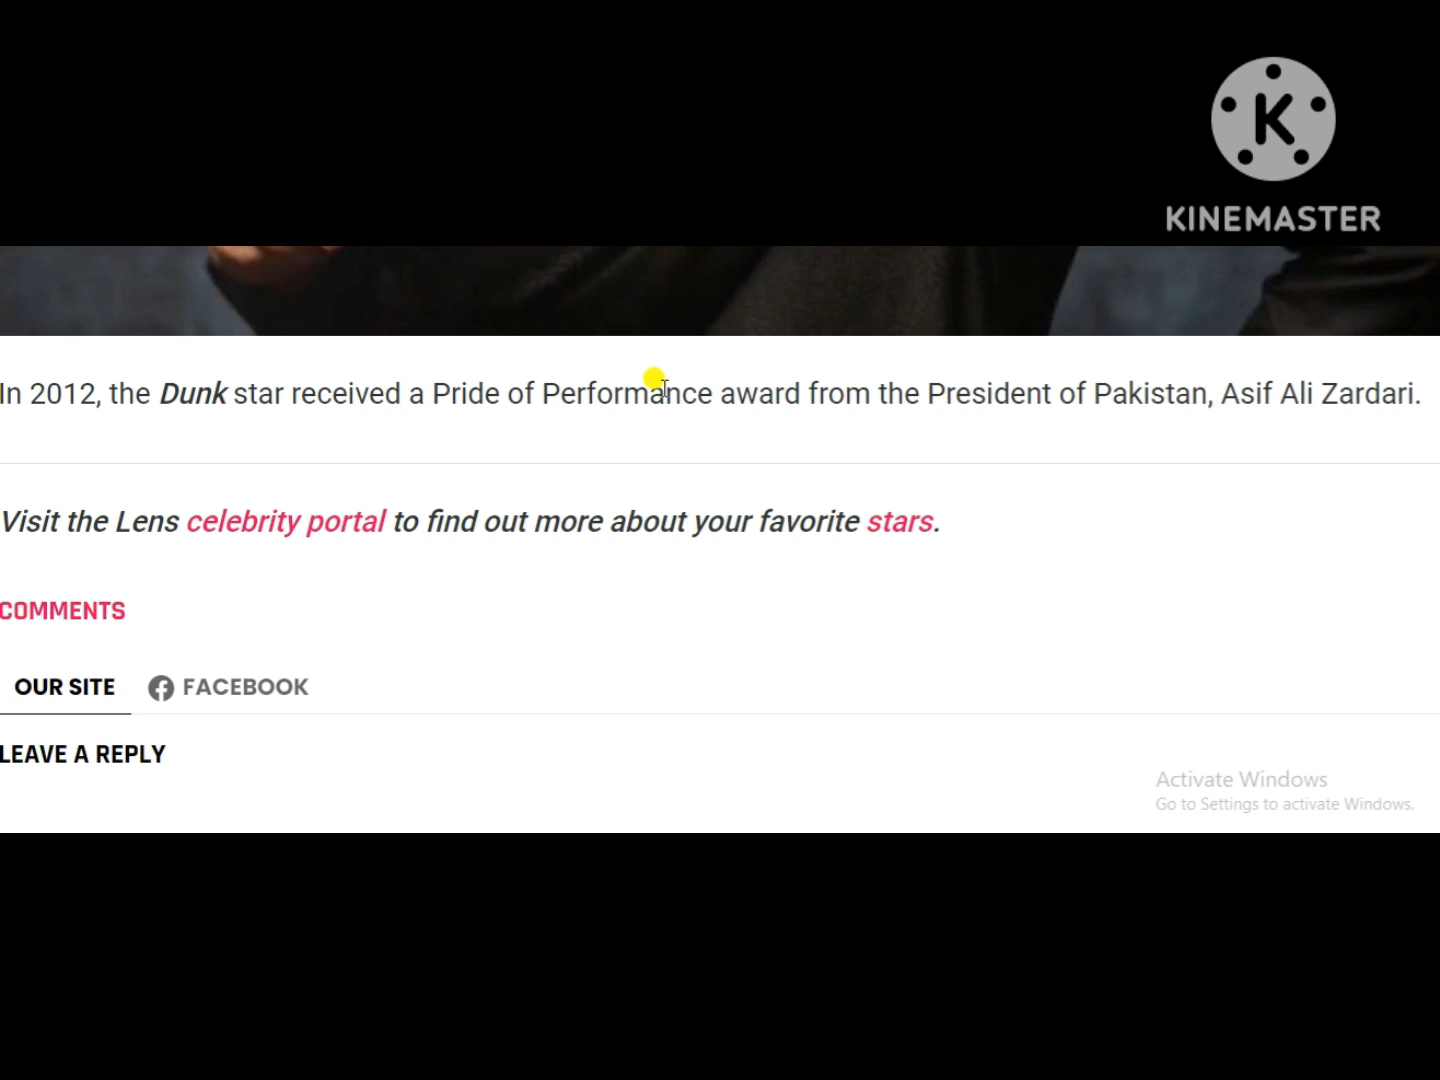 K
KINEMASTER
In 2012, the Dunk star received a Pride of Performance award from the President of Pakistan, Asif Ali Zardari.
Visit the Lens celebrity portal to find out more about your favorite stars.
COMMENTS
OUR SITE FACEBOOK
LEAVE A REPLY
Activate Windows
Go to Settings to activate Windows.